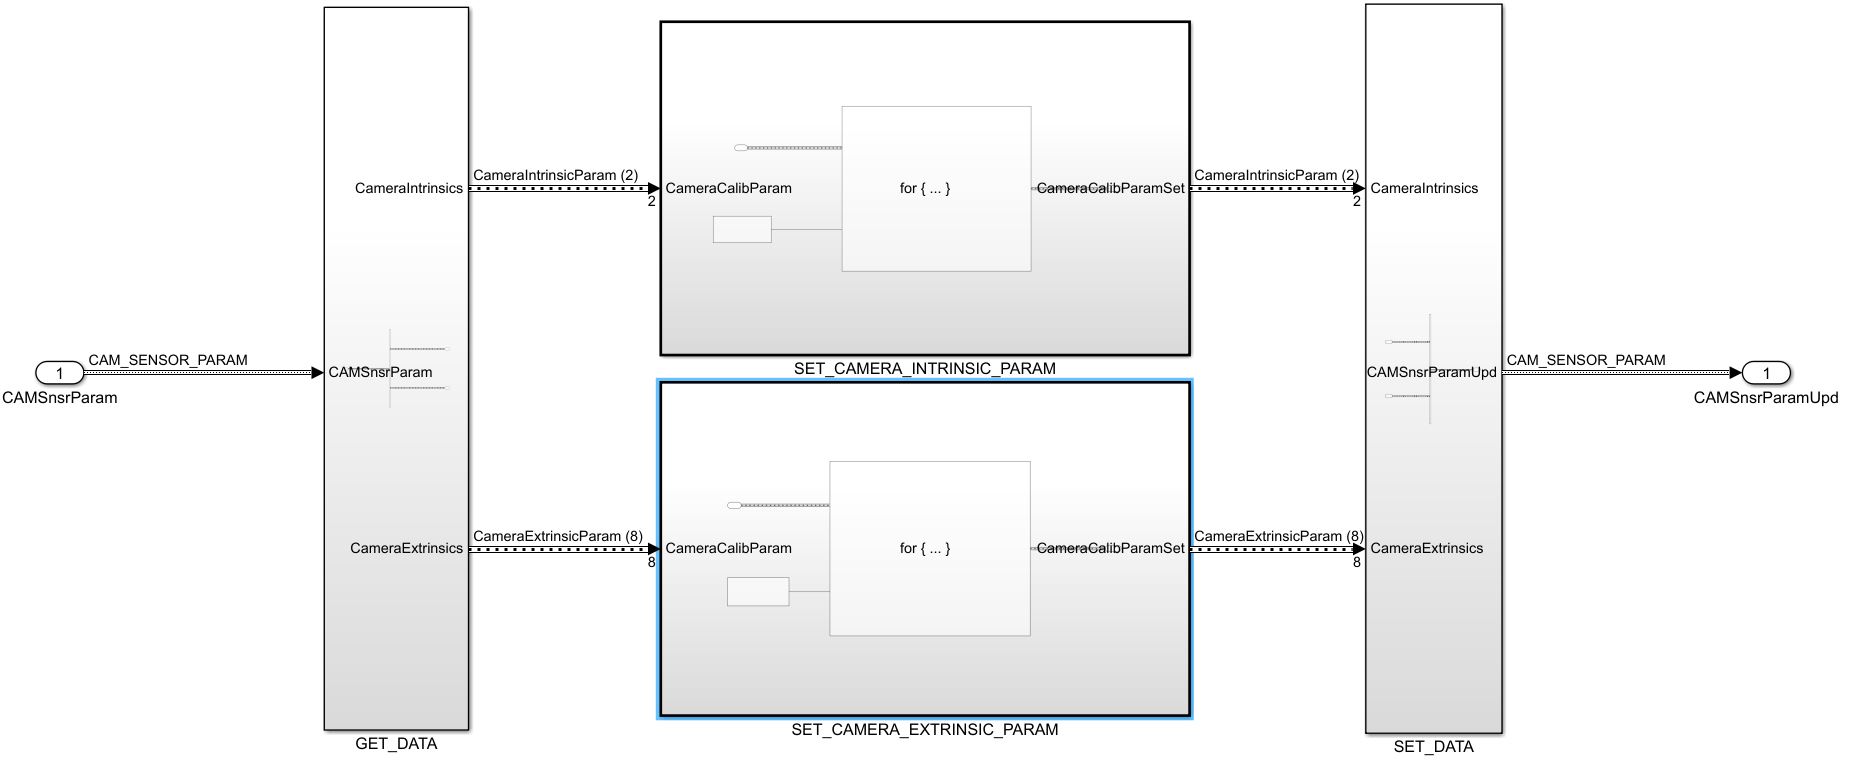 CameraIntrinsics
CameraIntrinsicParam (2)
2
CameraCalibParam
for { ... }
CameraCalibParamSet
CameraIntrinsicParam (2)
2
CameraIntrinsics
SET_CAMERA_INTRINSIC_PARAM
1
CAMSnsrParam
CAM_SENSOR_PARAM
CAMSnsrParam
CAMSnsrParamUpd
CAM_SENSOR_PARAM
1
CAMSnsrParamUpd
CameraExtrinsics
CameraExtrinsicParam (8)
8
CameraCalibParam
for { ... }
CameraCalibParamSet
CameraExtrinsicParam (8)
8
CameraExtrinsics
SET_CAMERA_EXTRINSIC_PARAM
GET_DATA
SET_DATA